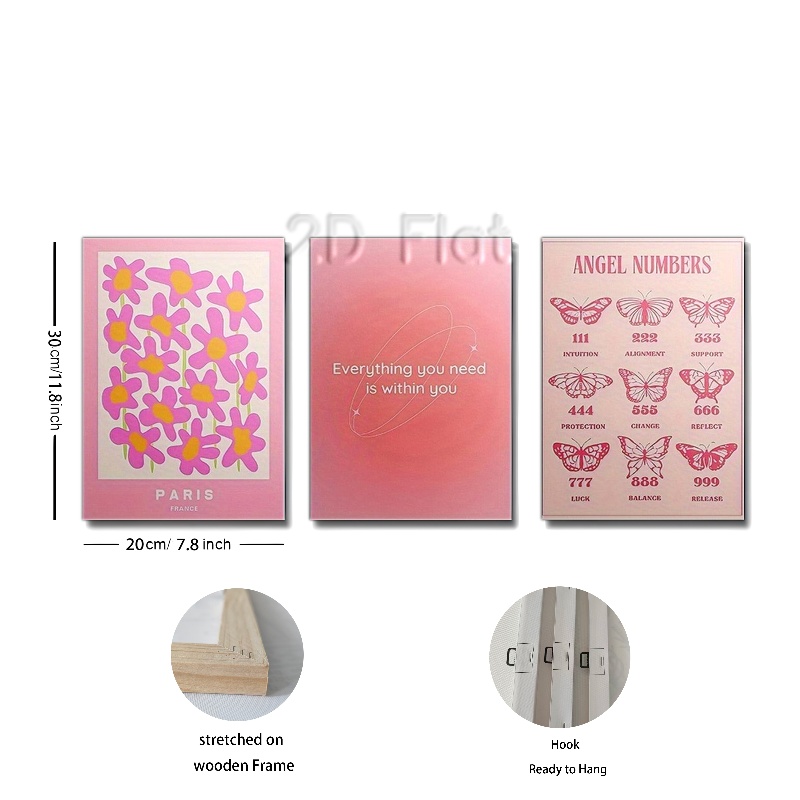 2D Flat
30cm/11.8inch
PARIS
FRANCE
Everything you need
is within you
ANGEL NUMBERS
111 222 333
INTUITION ALIGNMENT SUPPORT
444 555 666
PROTECTION CHANGE REFLECT
777 888 999
LUCK BALANCE RELEASE
20cm/ 7.8 inch
stretched on
wooden Frame
Hook
Ready to Hang